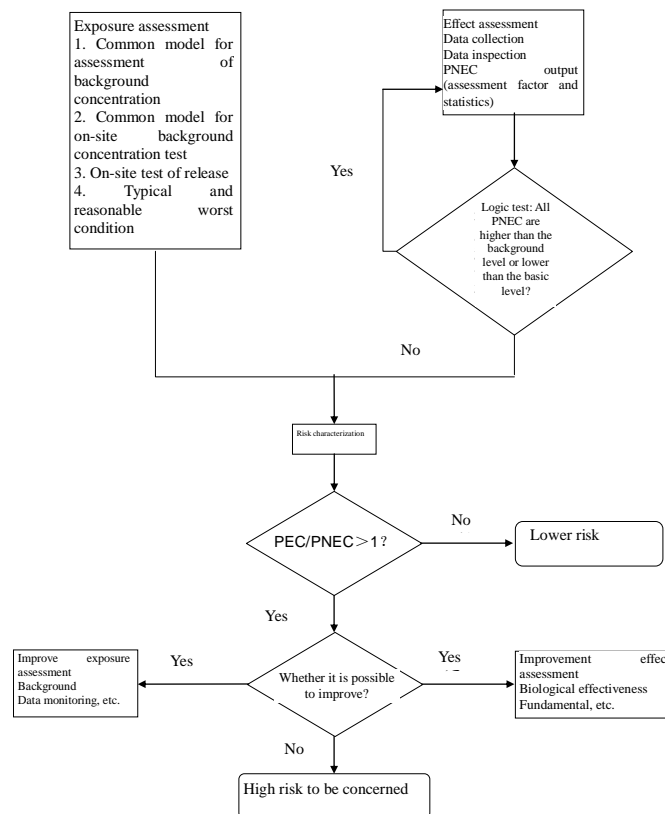 Exposure assessment
1. Common model for
assessment of
background
concentration
2. Common model for
on-site background
concentration test
3. On-site test of release
4. Typical and
reasonable worst
condition
Effect assessment
Data collection
Data inspection
PNEC output
(assessment factor and
statistics)
Yes
Logic test: All
PNEC are
higher than the
background
level or lower
than the basic
level?
No
Risk characterization
PEC/PNEC>1?
No
Lower risk
Yes
Improve exposure
assessment
Background
Data monitoring, etc.
Yes
Whether it is possible
to improve?
Yes
Improvement effec
assessment
Biological effectiveness
Fundamental, etc.
No
High risk to be concerned